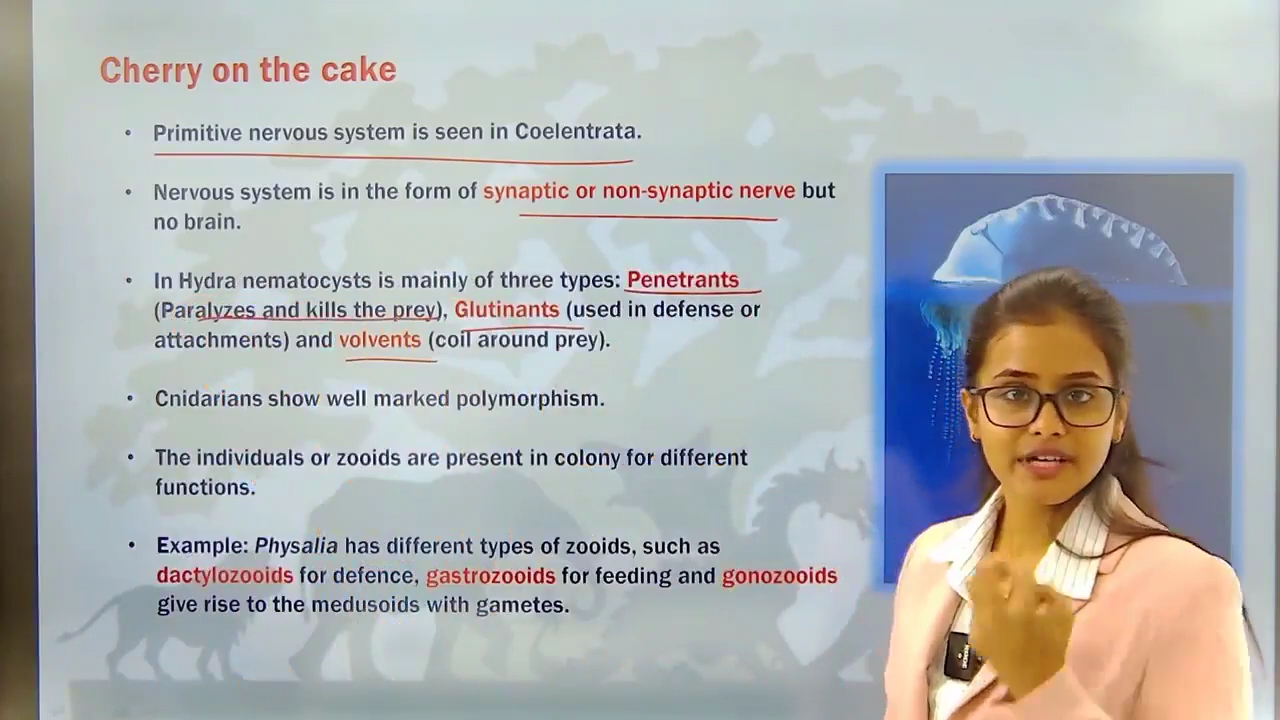 Cherry on the cake
• Primitive nervous system is seen in Coelentrata.
• Nervous system is in the form of synaptic or non-synaptic nerve but
no brain.
• In Hydra nematocysts is mainly of three types: Penetrants
(Paralyzes and kills the prey), Glutinants (used in defense or
attachments) and volvents (coil around prey).
• Cnidarians show well marked polymorphism.
• The individuals or zooids are present in colony for different
functions.
• Example: Physalia has different types of zooids, such as
dactylozooids for defence, gastrozooids for feeding and gonozooids
give rise to the medusoids with gametes.